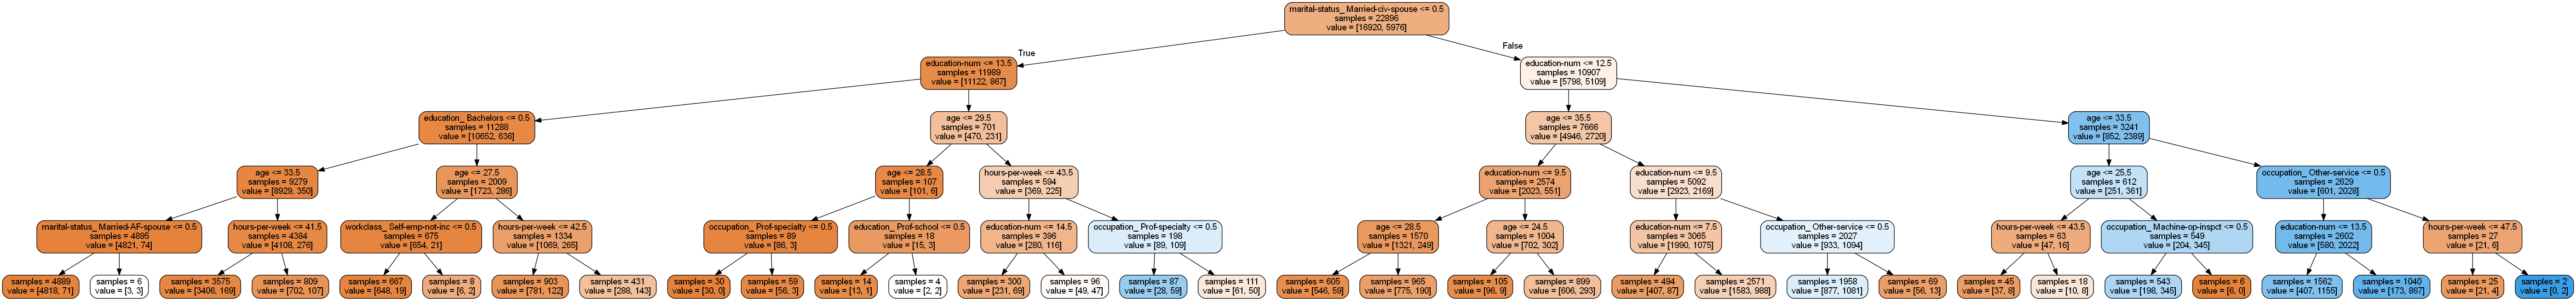 marital-status_ Married-civ-spouse <= 0.5
samples = 22896
value = [16920, 5976]
True
False
education-num <= 13.5
samples = 11989
value = [11122, 867]
education-num <= 12.5
samples = 10907
value = [5798, 5109]
education_ Bachelors <= 0.5
samples = 11288
value = [10652, 636]
age <= 29.5
samples = 701
value = [470, 231]
age <= 35.5
samples = 7666
value = [4946, 2720]
age <= 33.5
samples = 3241
value = [852, 2389]
age <= 33.5
samples = 9279
value = [8929, 350]
age <= 27.5
samples = 2009
value = [1723, 286]
age <= 28.5
samples = 107
value = [101, 6]
hours-per-week <= 43.5
samples = 594
value = [369, 225]
education-num <= 9.5
samples = 2574
value = [2023, 551]
education-num <= 9.5
samples = 5092
value = [2923, 2169]
age <= 25.5
samples = 612
value = [251, 361]
occupation_ Other-service <= 0.5
samples = 2629
value = [601, 2028]
marital-status_ Married-AF-spouse <= 0.5
samples = 4895
value = [4821, 74]
hours-per-week <= 41.5
samples = 4384
value = [4108, 276]
workclass_ Self-emp-not-inc <= 0.5
samples = 675
value = [654, 21]
hours-per-week <= 42.5
samples = 1334
value = [1069, 265]
occupation_ Prof-specialty <= 0.5
samples = 89
value = [86, 3]
education_ Prof-school <= 0.5
samples = 18
value = [15, 3]
education-num <= 14.5
samples = 396
value = [280, 116]
occupation_ Prof-specialty <= 0.5
samples = 198
value = [89, 109]
age <= 28.5
samples = 1570
value = [1321, 249]
age <= 24.5
samples = 1004
value = [702, 302]
education-num <= 7.5
samples = 3065
value = [1990, 1075]
occupation_ Other-service <= 0.5
samples = 2027
value = [933, 1094]
hours-per-week <= 43.5
samples = 63
value = [47, 16]
occupation_ Machine-op-inspct <= 0.5
samples = 549
value = [204, 345]
education-num <= 13.5
samples = 2602
value = [580, 2022]
hours-per-week <= 47.5
samples = 27
value = [21, 6]
samples = 4889
value = [4818, 71]
samples = 6
value = [3, 3]
samples = 3575
value = [3406, 169]
samples = 809
value = [702, 107]
samples = 667
value = [648, 19]
samples = 8
value = [6, 2]
samples = 903
value = [781, 122]
samples = 431
value = [288, 143]
samples = 30
value = [30, 0]
samples = 59
value = [56, 3]
samples = 14
value = [13, 1]
samples = 4
value = [2, 2]
samples = 300
value = [231, 69]
samples = 96
value = [49, 47]
samples = 87
value = [28, 59]
samples = 111
value = [61, 50]
samples = 605
value = [546, 59]
samples = 965
value = [775, 190]
samples = 105
value = [96, 9]
samples = 899
value = [606, 293]
samples = 494
value = [407, 87]
samples = 2571
value = [1583, 988]
samples = 1958
value = [877, 1081]
samples = 69
value = [56, 13]
samples = 45
value = [37, 8]
samples = 18
value = [10, 8]
samples = 543
value = [198, 345]
samples = 6
value = [6, 0]
samples = 1562
value = [407, 1155]
samples = 1040
value = [173, 867]
samples = 25
value = [21, 4]
samples = 2
value = [0, 2]